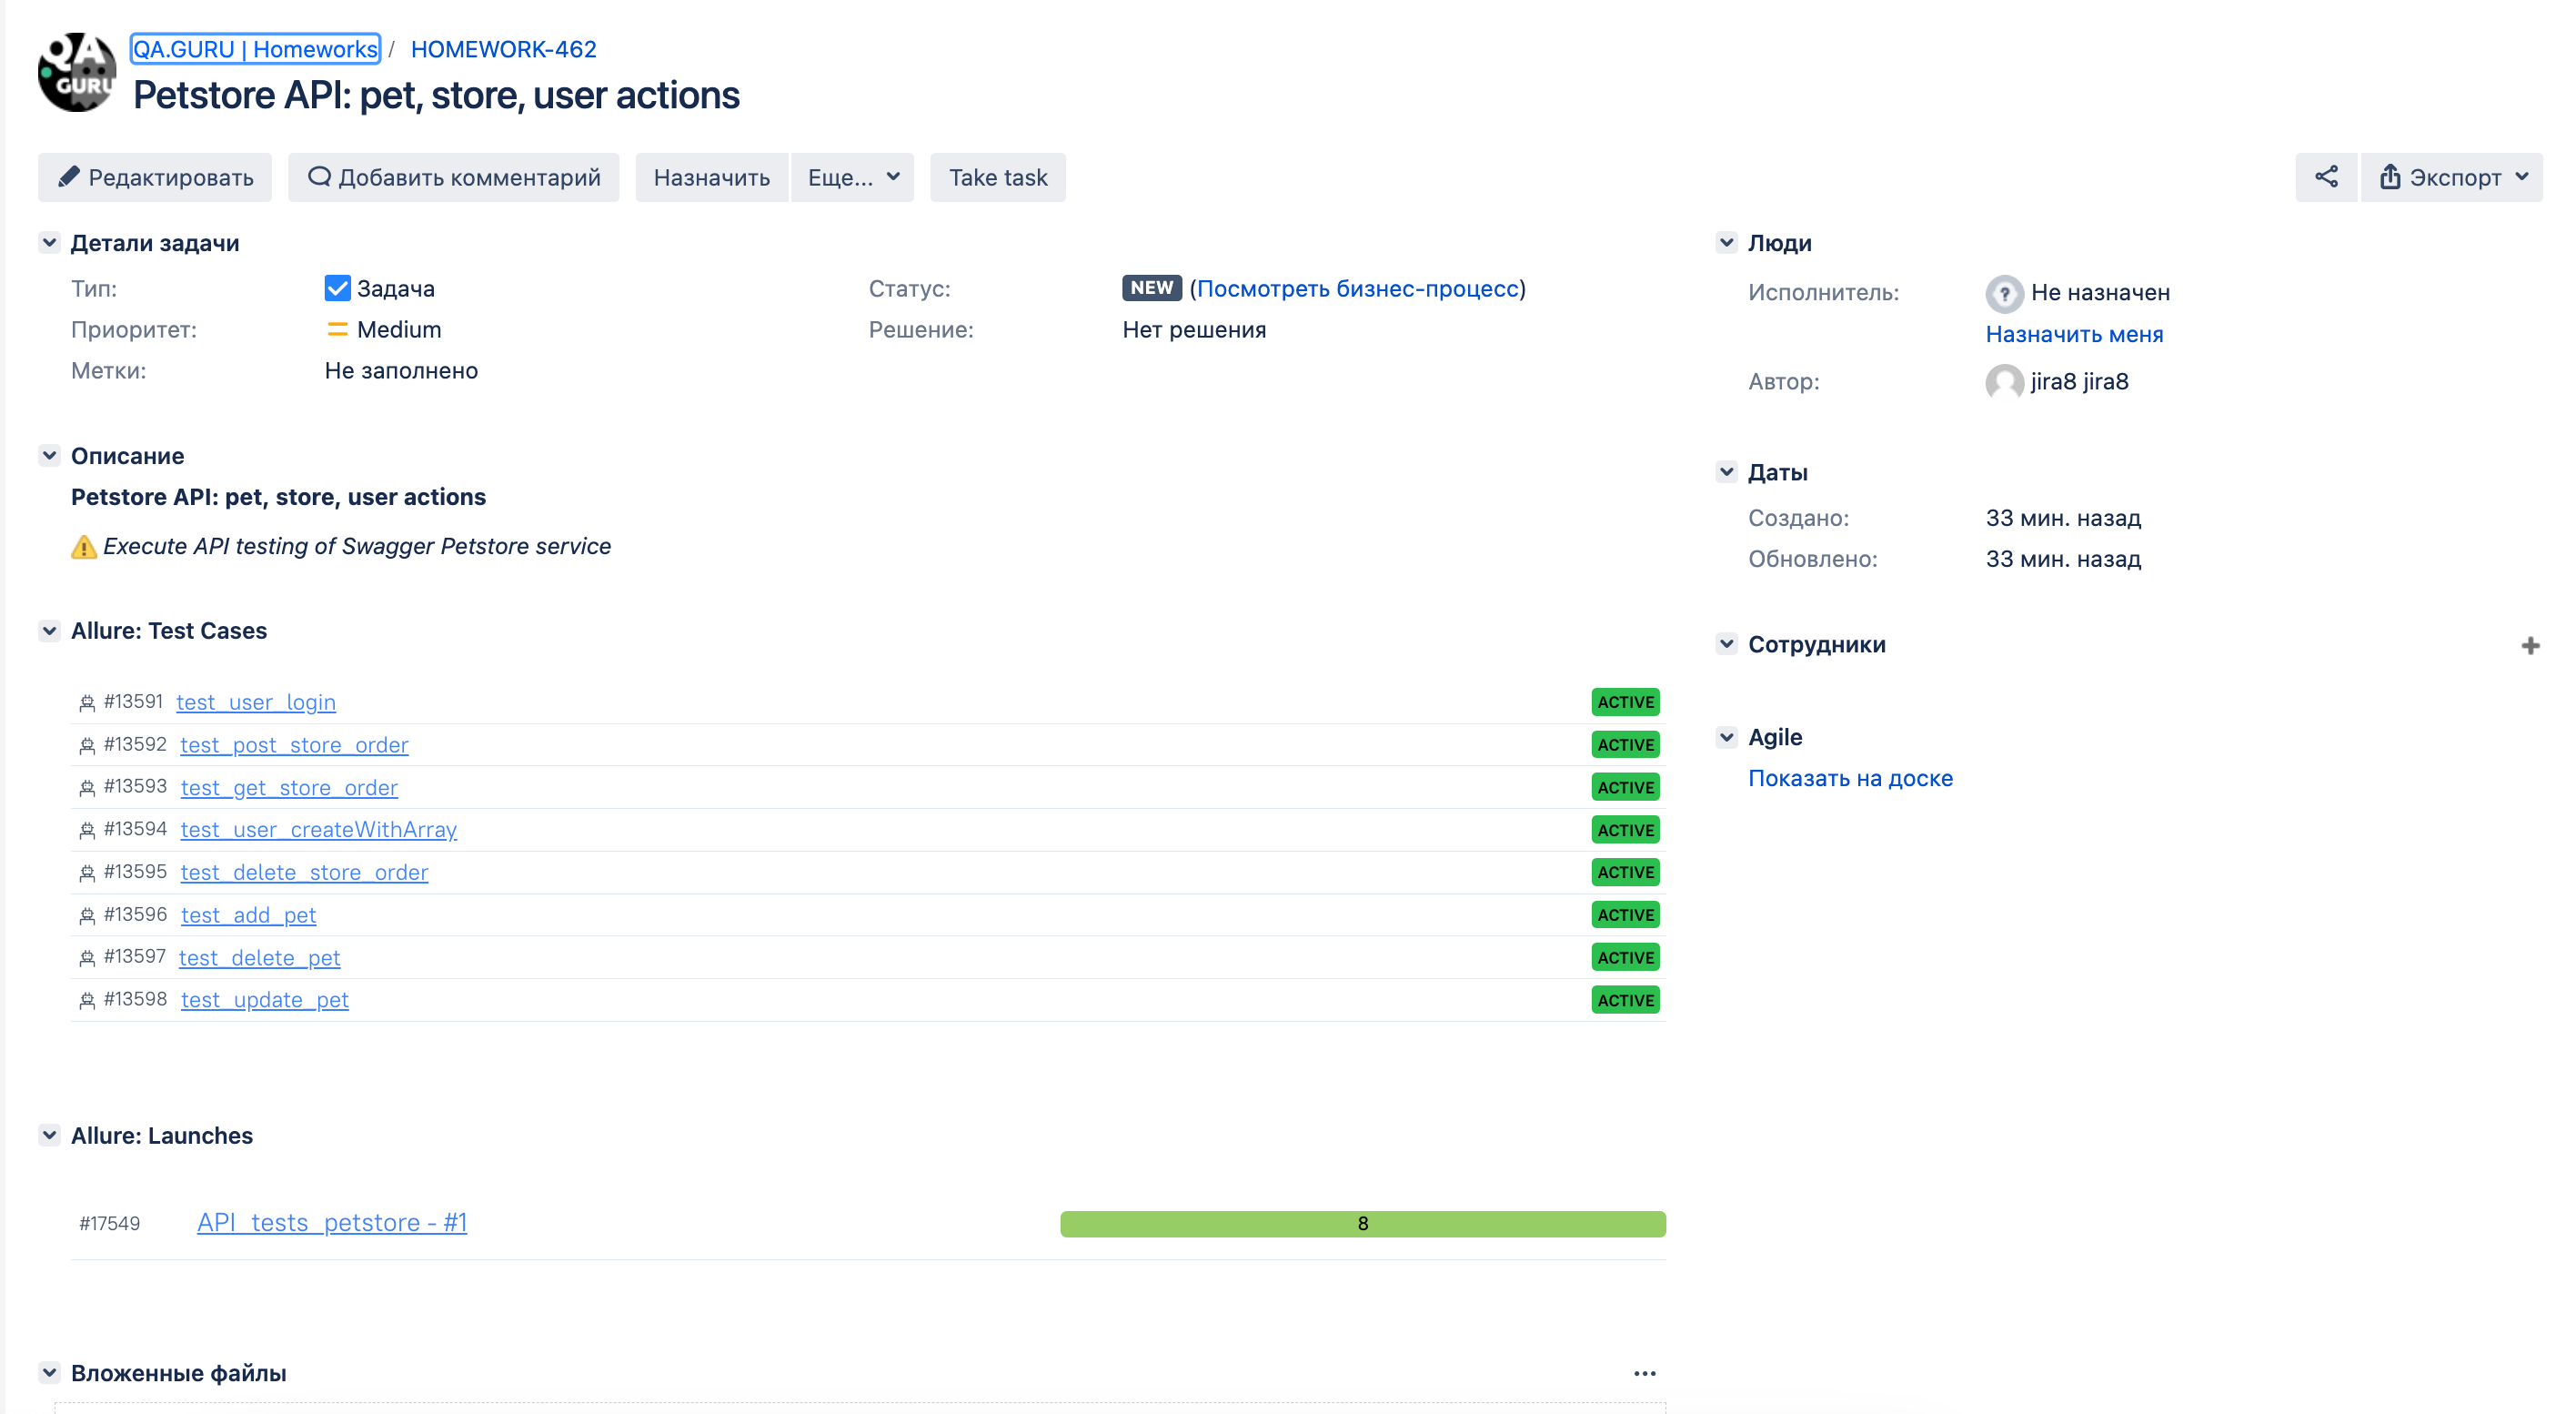 QA
GURU
QA.GURU | Homeworks / HOMEWORK-462
Petstore API: pet, store, user actions
Редактировать Добавить комментарий Назначить Еще... Take task Экспорт
Детали задачи
Тип: Задача Статус: NEW (Посмотреть бизнес-процесс)
Приоритет: Medium Решение: Нет решения
Метки: Не заполнено
Описание
Petstore API: pet, store, user actions
Execute API testing of Swagger Petstore service
Allure: Test Cases
#13591 test_user_login ACTIVE
#13592 test_post_store_order ACTIVE
#13593 test_get_store_order ACTIVE
#13594 test_user_createWithArray ACTIVE
#13595 test_delete_store_order ACTIVE
#13596 test_add_pet ACTIVE
#13597 test_delete_pet ACTIVE
#13598 test_update_pet ACTIVE
Allure: Launches
#17549 API_tests_petstore - #1 8
Вложенные файлы ...
Люди
Исполнитель: ? Не назначен
Назначить меня
Автор: jira8 jira8
Даты
Создано: 33 мин. назад
Обновлено: 33 мин. назад
Сотрудники
Agile
Показать на доске